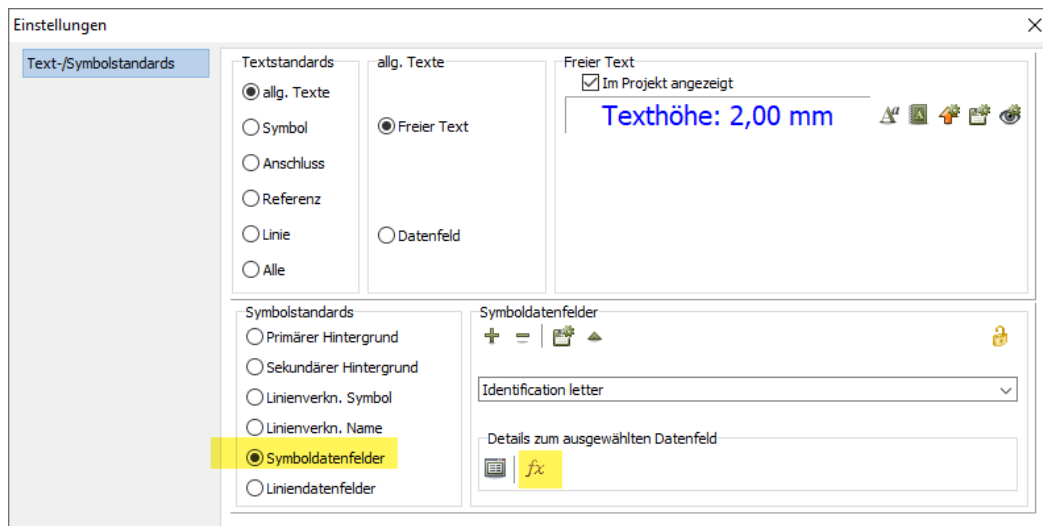 Einstellungen
Text-/Symbolstandards
Textstandards
allg. Texte
Symbol
Anschluss
Referenz
Linie
Alle
allg. Texte
Freier Text
Datenfeld
Freier Text
Im Projekt angezeigt
Texthöhe: 2,00 mm
Symbolstandards
Primärer Hintergrund
Sekundärer Hintergrund
Linienverkn. Symbol
Linienverkn. Name
Symboldatenfelder
Liniendatenfelder
Symboldatenfelder
Identification letter
Details zum ausgewählten Datenfeld
fx